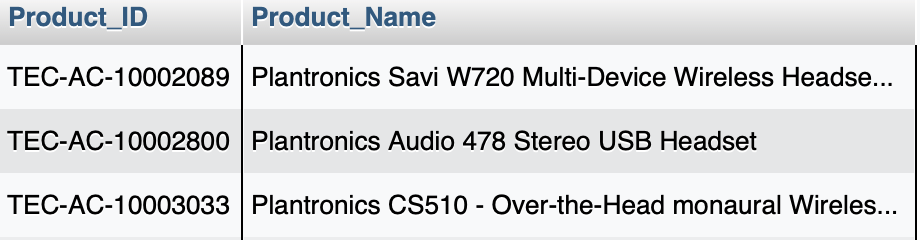 Product_ID Product_Name
TEC-AC-10002089 Plantronics Savi W720 Multi-Device Wireless Headse...
TEC-AC-10002800 Plantronics Audio 478 Stereo USB Headset
TEC-AC-10003033 Plantronics CS510 - Over-the-Head monaural Wireles...